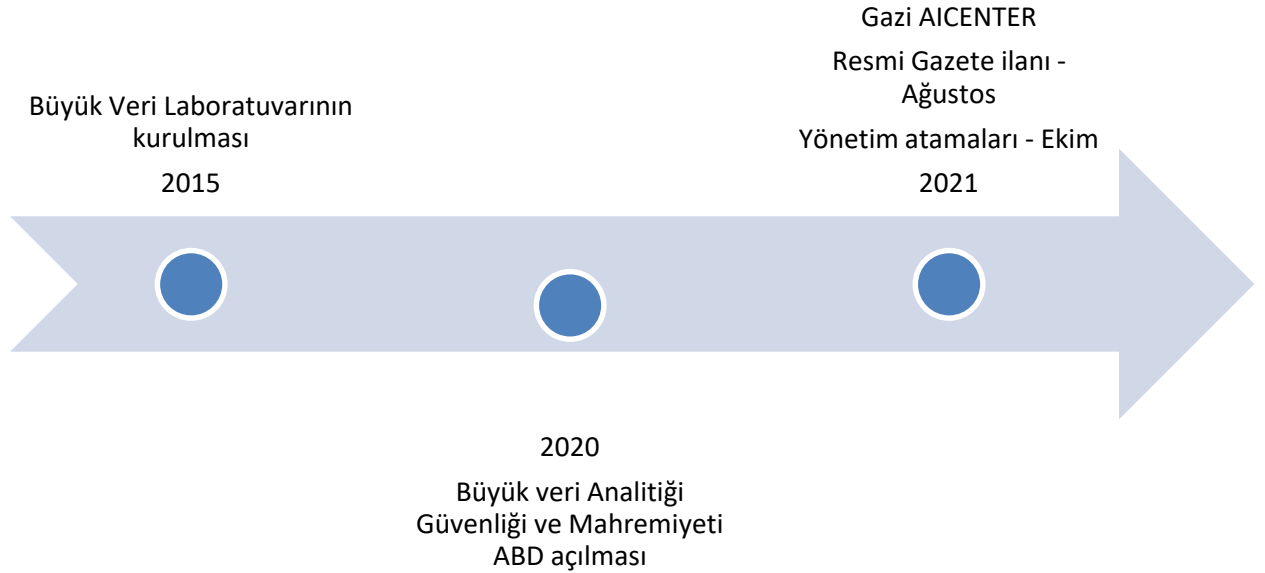 Büyük Veri Laboratuvarının
kurulması
2015
2020
Büyük veri Analitiği
Güvenliği ve Mahremiyeti
ABD açılması
Gazi AICENTER
Resmi Gazete ilanı -
Ağustos
Yönetim atamaları - Ekim
2021